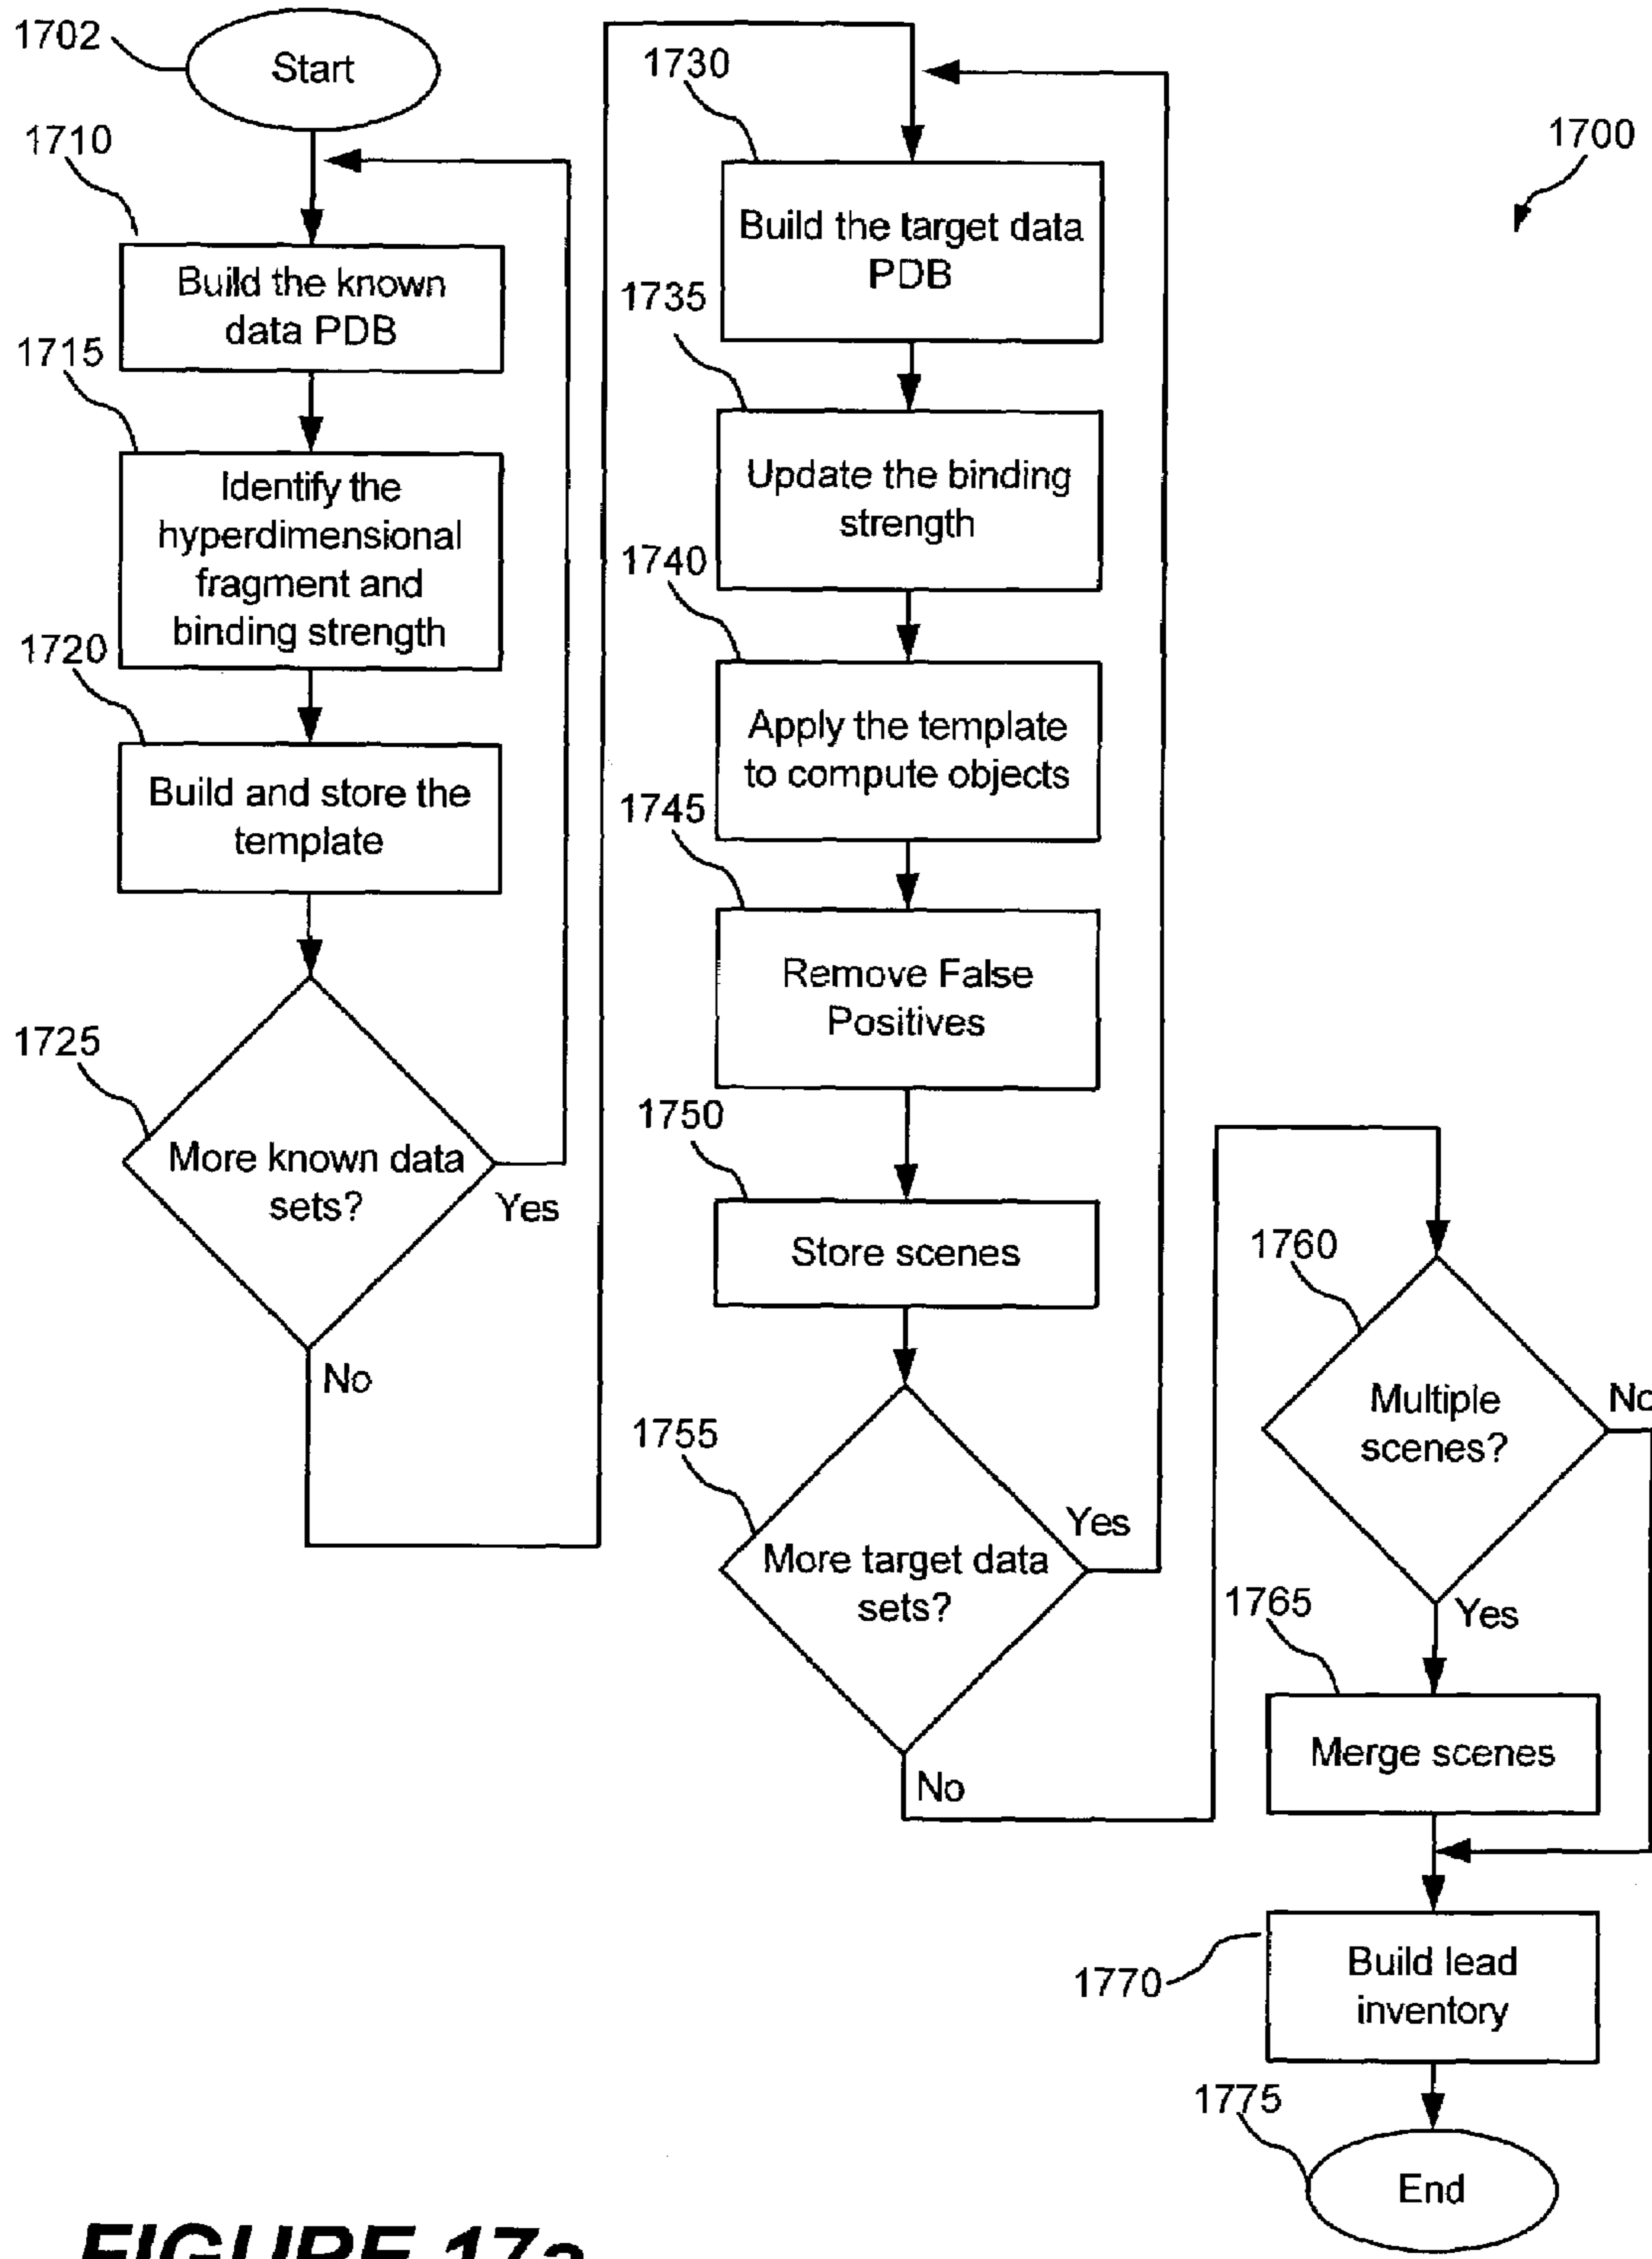 1702
Start
1710
Build the known
data PDB
1715
Identify the
hyperdimensional
fragment and
binding strength
1720
Build and store the
template
1725
More known data
sets?
Yes
No
1730
Build the target data
PDB
1735
Update the binding
strength
1740
Apply the template
to compute objects
1745
Remove False
Positives
1750
Store scenes
1755
More target data
sets?
Yes
No
1700
1760
Multiple
scenes?
No
Yes
1765
Merge scenes
1770
Build lead
inventory
1775
End
FIGURE 17a